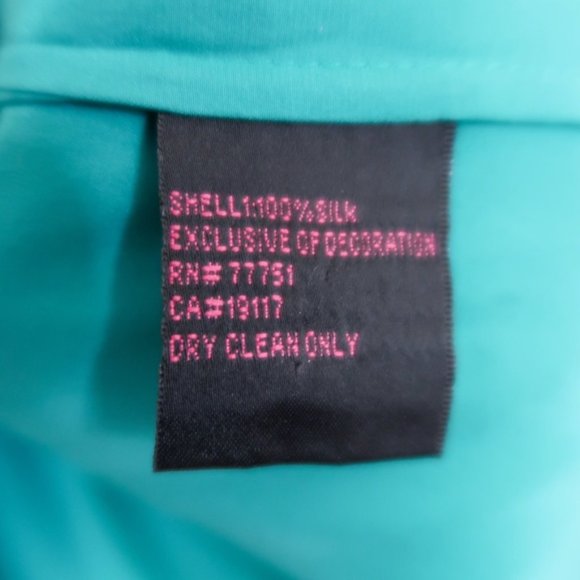 SHELL1:100%SILK
EXCLUSIVE OF DECORATION
RN# 77751
CA#19117
DRY CLEAN ONLY